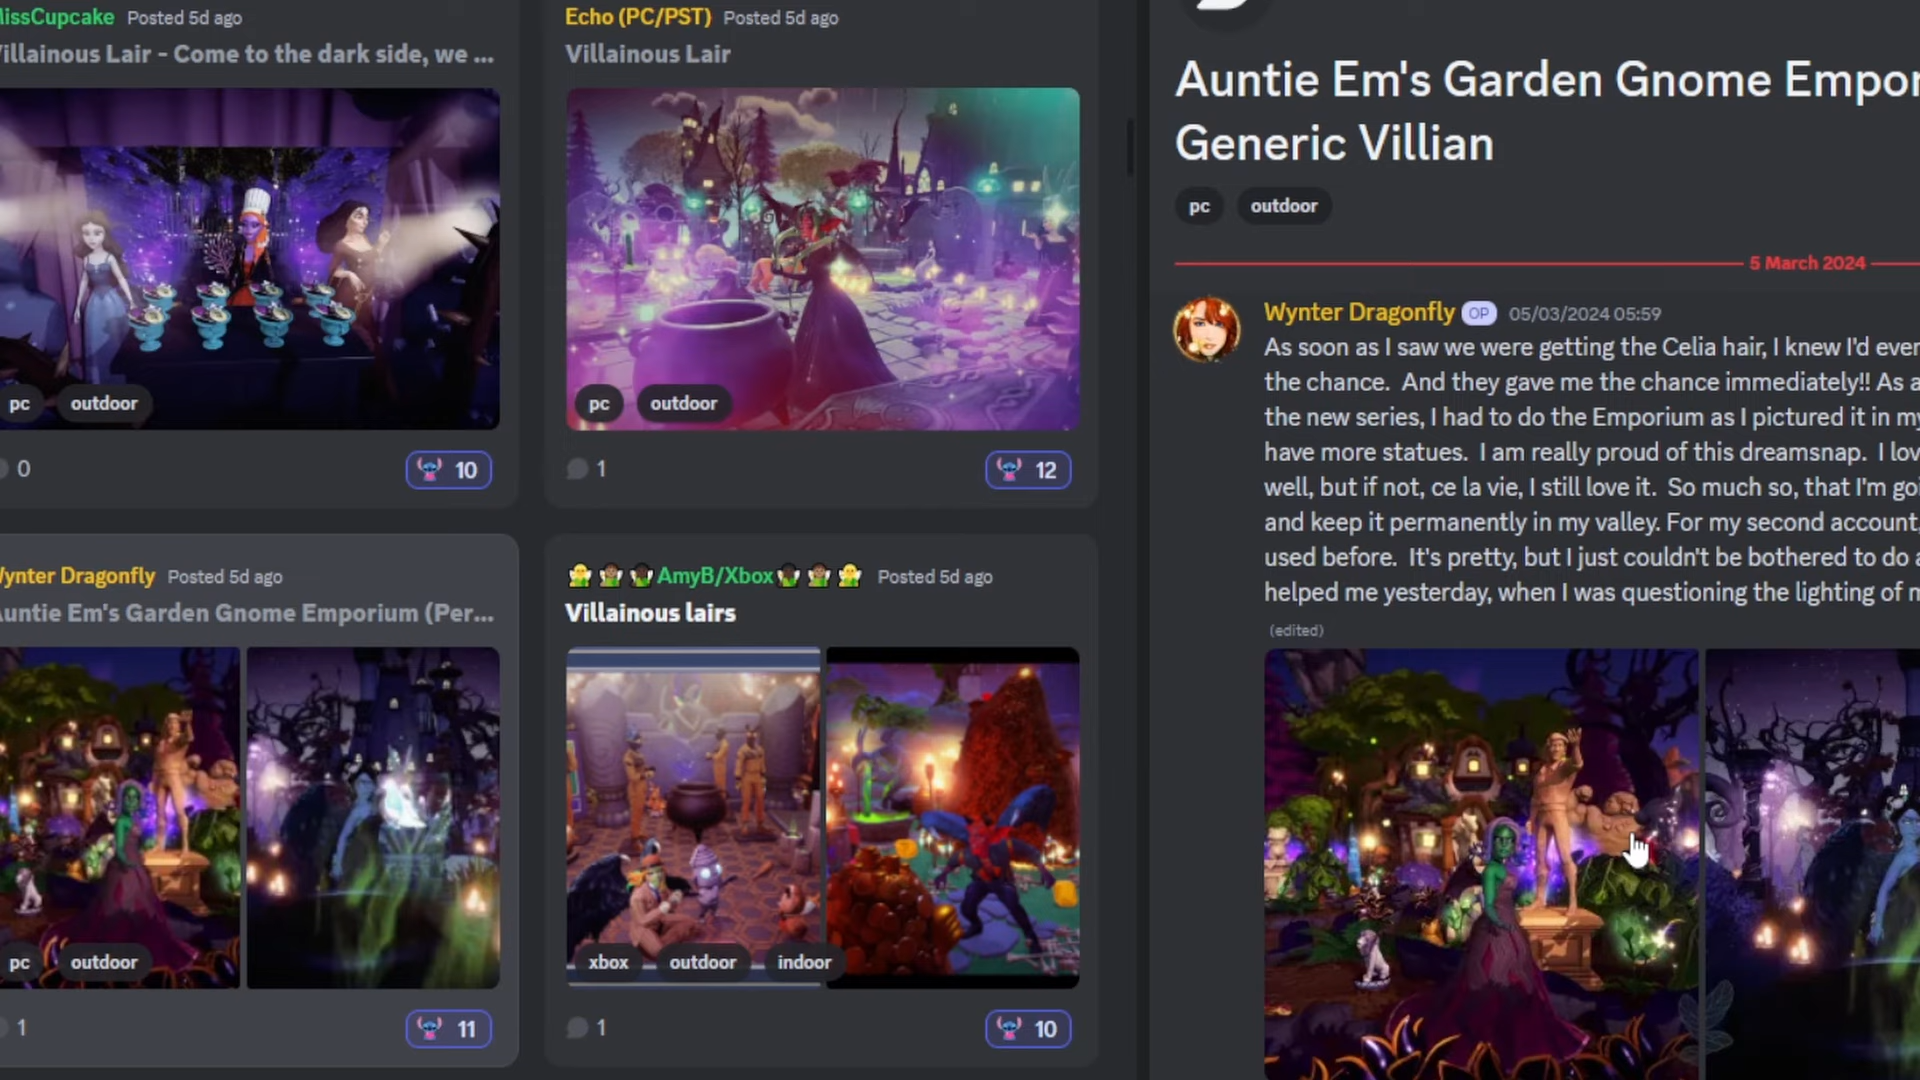 MissCupcake Posted 5d ago
Villainous Lair - Come to the dark side, we ...
pc outdoor
0 10
Echo (PC/PST) Posted 5d ago
Villainous Lair
pc outdoor
1 12
Wynter Dragonfly Posted 5d ago
Auntie Em's Garden Gnome Emporium (Per...
pc outdoor
1 11
AmyB/Xbox Posted 5d ago
Villainous lairs
xbox outdoor indoor
1 10
Auntie Em's Garden Gnome Empor
Generic Villian
pc outdoor
5 March 2024
Wynter Dragonfly OP 05/03/2024 05:59
As soon as I saw we were getting the Celia hair, I knew I'd ever
the chance. And they gave me the chance immediately!! As a
the new series, I had to do the Emporium as I pictured it in my
have more statues. I am really proud of this dreamsnap. I lov
well, but if not, ce la vie, I still love it. So much so, that I'm goi
and keep it permanently in my valley. For my second account,
used before. It's pretty, but I just couldn't be bothered to do a
helped me yesterday, when I was questioning the lighting of m
(edited)